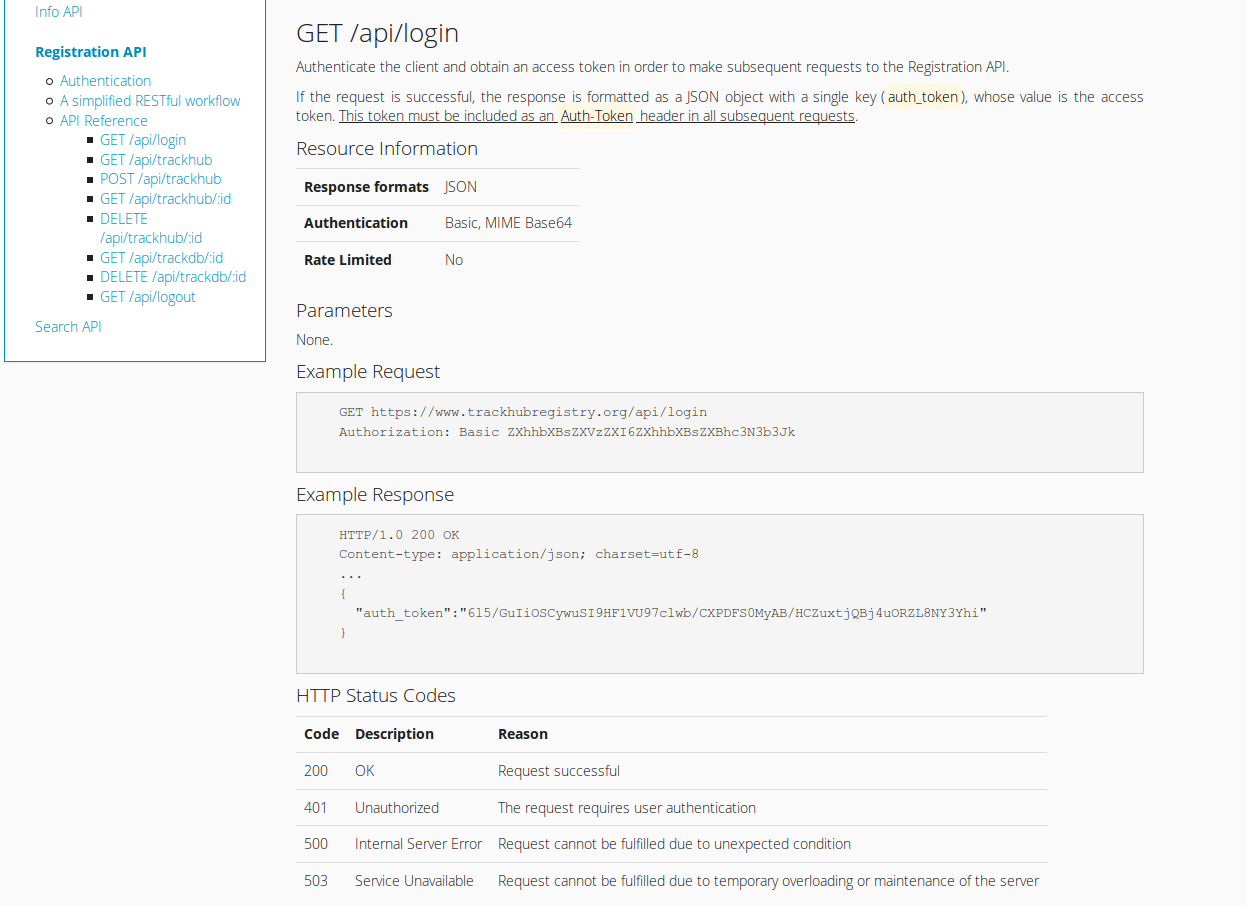 Info API
Registration API
Authentication
A simplified RESTful workflow
API Reference
GET /api/login
GET /api/trackhub
POST /api/trackhub
GET /api/trackhub/:id
DELETE
/api/trackhub/:id
GET /api/trackdb/:id
DELETE /api/trackdb/:id
GET /api/logout
Search API
GET /api/login
Authenticate the client and obtain an access token in order to make subsequent requests to the Registration API.
If the request is successful, the response is formatted as a JSON object with a single key (auth_token), whose value is the access
token. This token must be included as an Auth-Token header in all subsequent requests.
Resource Information
Response formats JSON
Authentication Basic, MIME Base64
Rate Limited No
Parameters
None.
Example Request
GET https://www.trackhubregistry.org/api/login
Authorization: Basic ZXhhbXBsZXVzZXI6ZXhhbXBsZXBhc3N3b3Jk
Example Response
HTTP/1.0 200 OK
Content-type: application/json; charset=utf-8
...
{
"auth_token":"6l5/GuIiOSCywuSI9HF1VU97clwb/CXPDFS0MyAB/HCZuxtjQBj4uORZL8NY3Yhi"
}
HTTP Status Codes
Code Description Reason
200 OK Request successful
401 Unauthorized The request requires user authentication
500 Internal Server Error Request cannot be fulfilled due to unexpected condition
503 Service Unavailable Request cannot be fulfilled due to temporary overloading or maintenance of the server